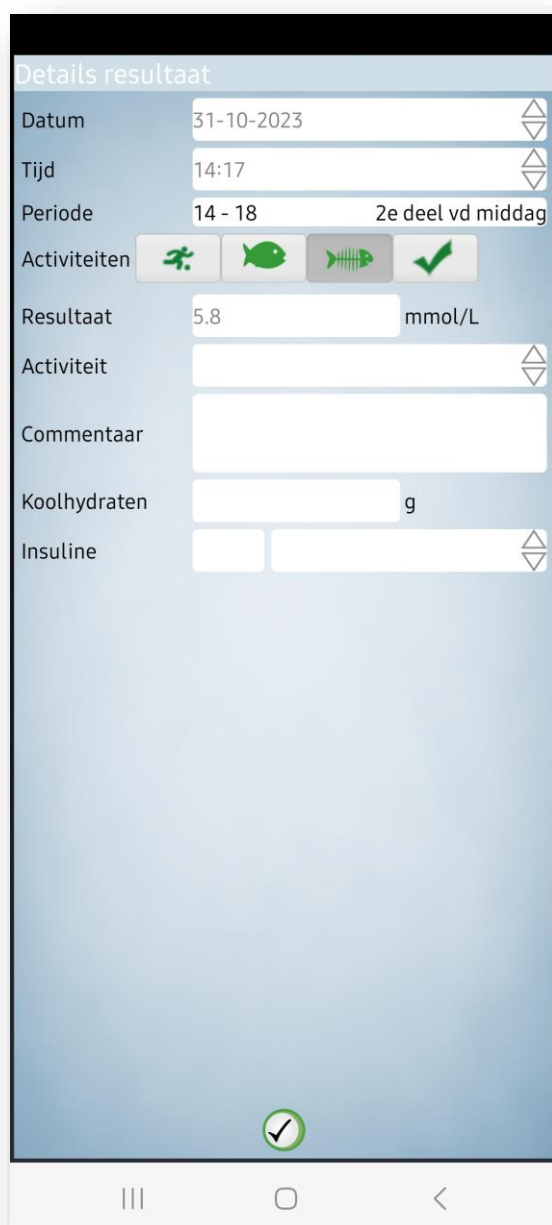 Details resultaat
Datum 31-10-2023
Tijd 14:17
Periode 14 - 18 2e deel vd middag
Activiteiten
Resultaat 5.8 mmol/L
Activiteit
Commentaar
Koolhydraten g
Insuline